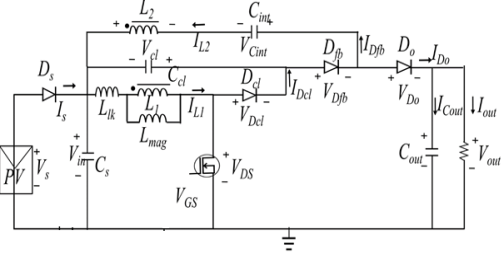 L2
Cint
+ • − IL2 − + VCint
Vcl IDfb
− + Dfb Do IDo
Ds Ccl Dcl IDcl + VDfb − + VDo −
Is Llk L1 IL1 + VDcl − ICout Iout
+ Vin − Cs Lmag
PV + Vs − VGS + VDS − Cout + − + Vout −